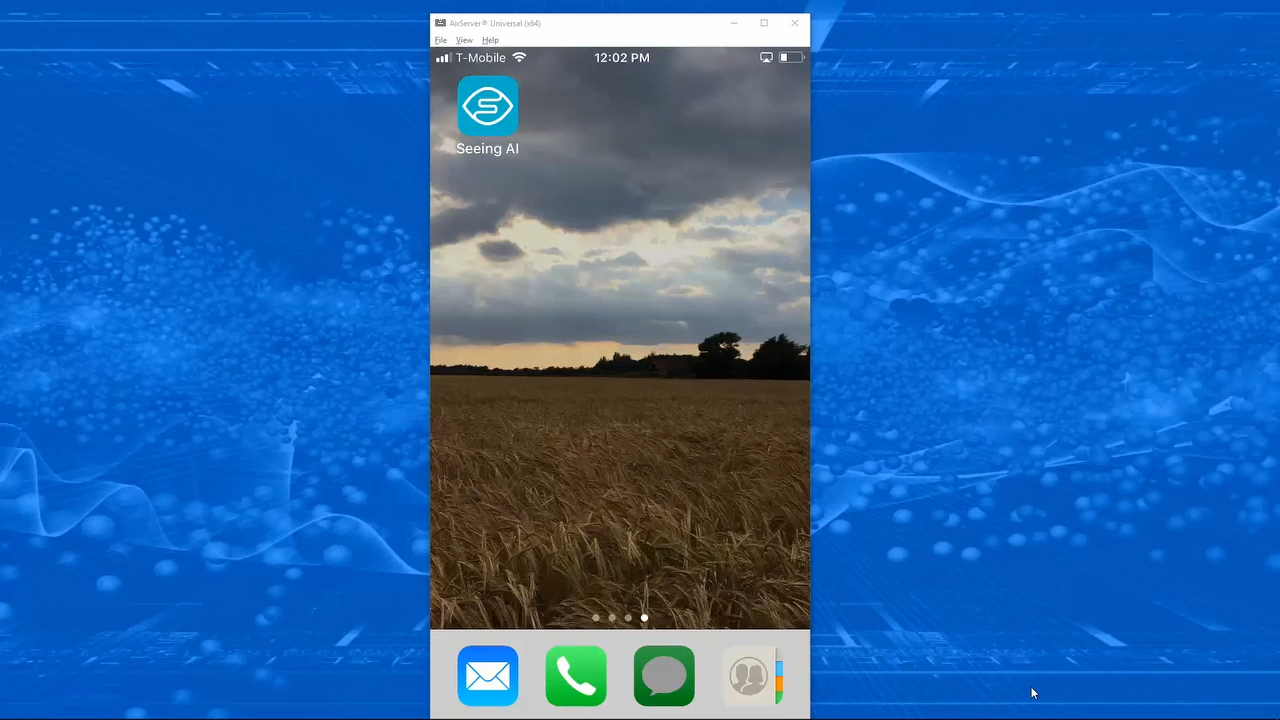 AirServer® Universal (x64)
File View Help
T-Mobile 12:02 PM
Seeing AI